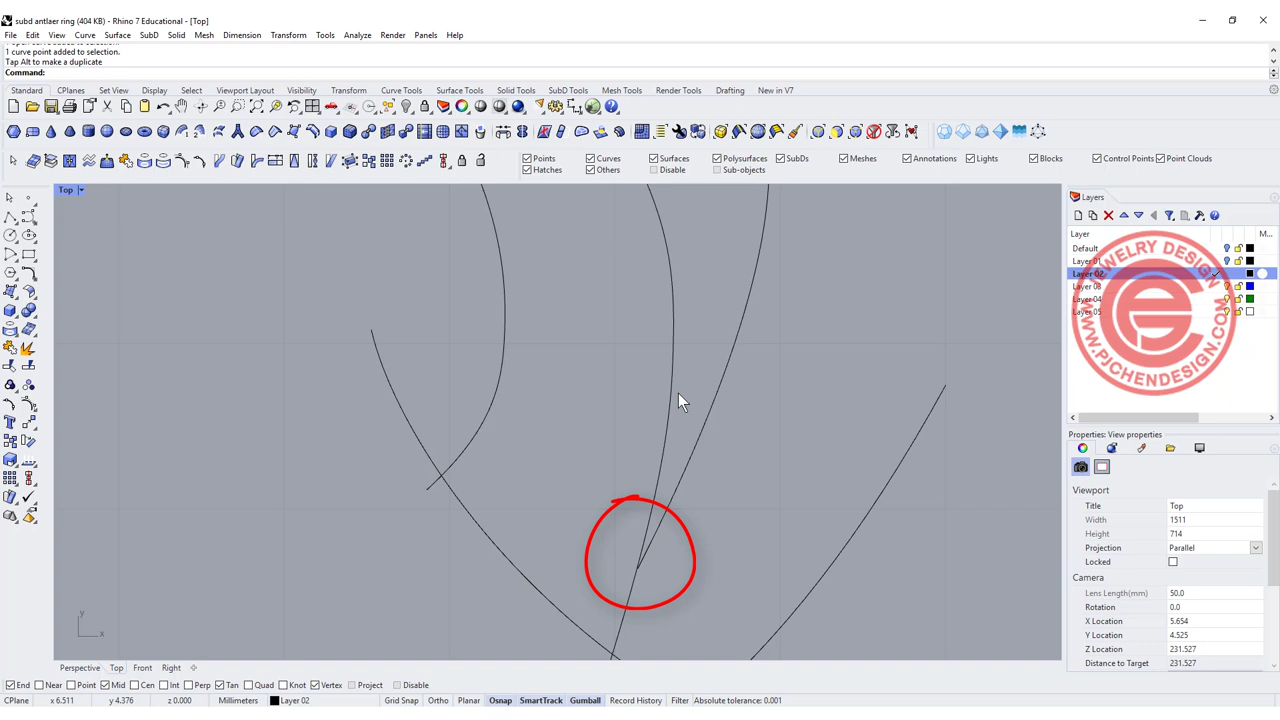 subd antlaer ring (404 KB) - Rhino 7 Educational - [Top]
File Edit View Curve Surface SubD Solid Mesh Dimension Transform Tools Analyze Render Panels Help
1 curve point added to selection.
Tap Alt to make a duplicate
Command:
Standard CPlanes Set View Display Select Viewport Layout Visibility Transform Curve Tools Surface Tools Solid Tools SubD Tools Mesh Tools Render Tools Drafting New in V7
Points Curves Surfaces Polysurfaces SubDs Meshes Annotations Lights Blocks Control Points Point Clouds
Hatches Others Disable Sub-objects
Top
Layers
Layer M...
Default
Layer 01
Layer 02
Layer 03
Layer 04
Layer 05
JEWELRY DESIGN
WWW.PJCHENDESIGN.COM
Properties: View properties
Viewport
Title Top
Width 1511
Height 714
Projection Parallel
Locked
Camera
Lens Length(mm) 50.0
Rotation 0.0
X Location 5.654
Y Location 4.525
Z Location 231.527
Distance to Target 231.527
y
x
Perspective Top Front Right
End Near Point Mid Cen Int Perp Tan Quad Knot Vertex Project Disable
CPlane x 6.511 y 4.376 z 0.000 Millimeters Layer 02 Grid Snap Ortho Planar Osnap SmartTrack Gumball Record History Filter Absolute tolerance: 0.001